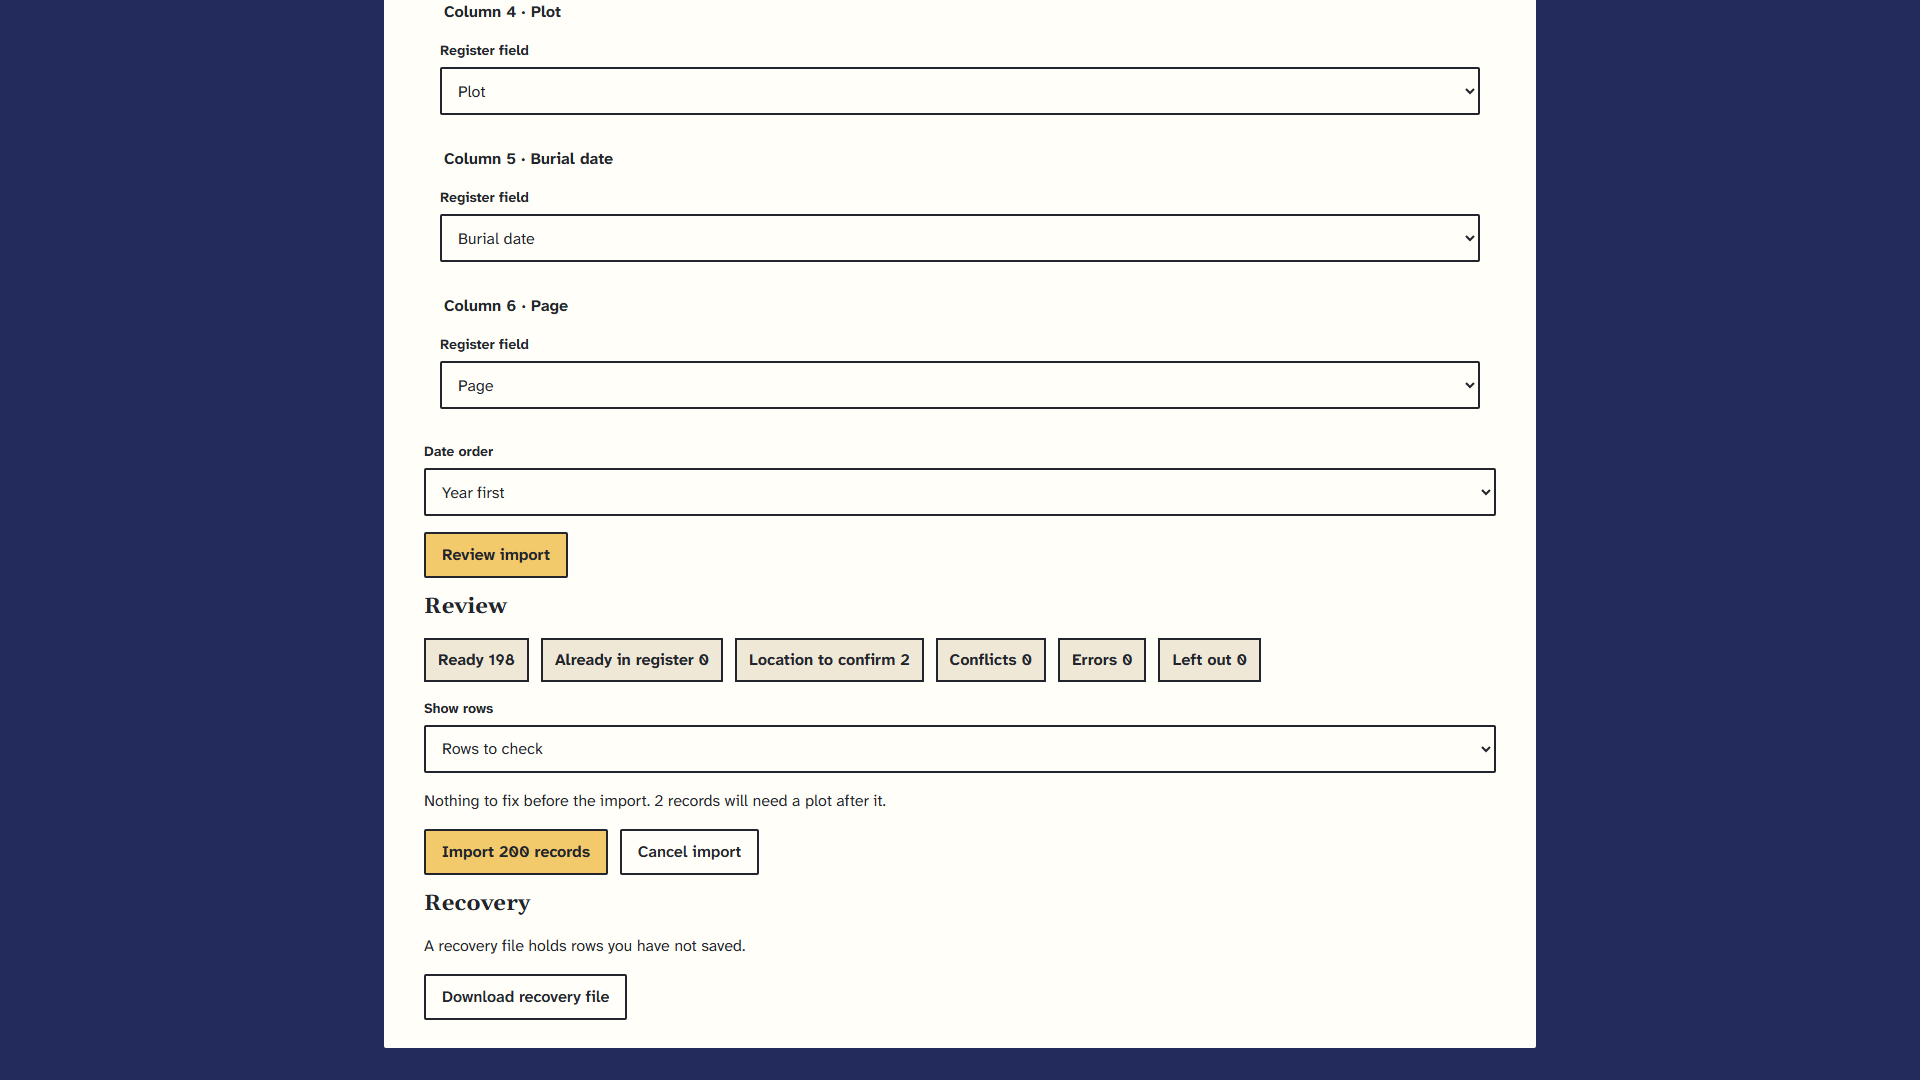 Column 4 · Plot
Register field
Plot
Column 5 · Burial date
Register field
Burial date
Column 6 · Page
Register field
Page
Date order
Year first
Review import
Review
Ready 198
Already in register 0
Location to confirm 2
Conflicts 0
Errors 0
Left out 0
Show rows
Rows to check
Nothing to fix before the import. 2 records will need a plot after it.
Import 200 records
Cancel import
Recovery
A recovery file holds rows you have not saved.
Download recovery file